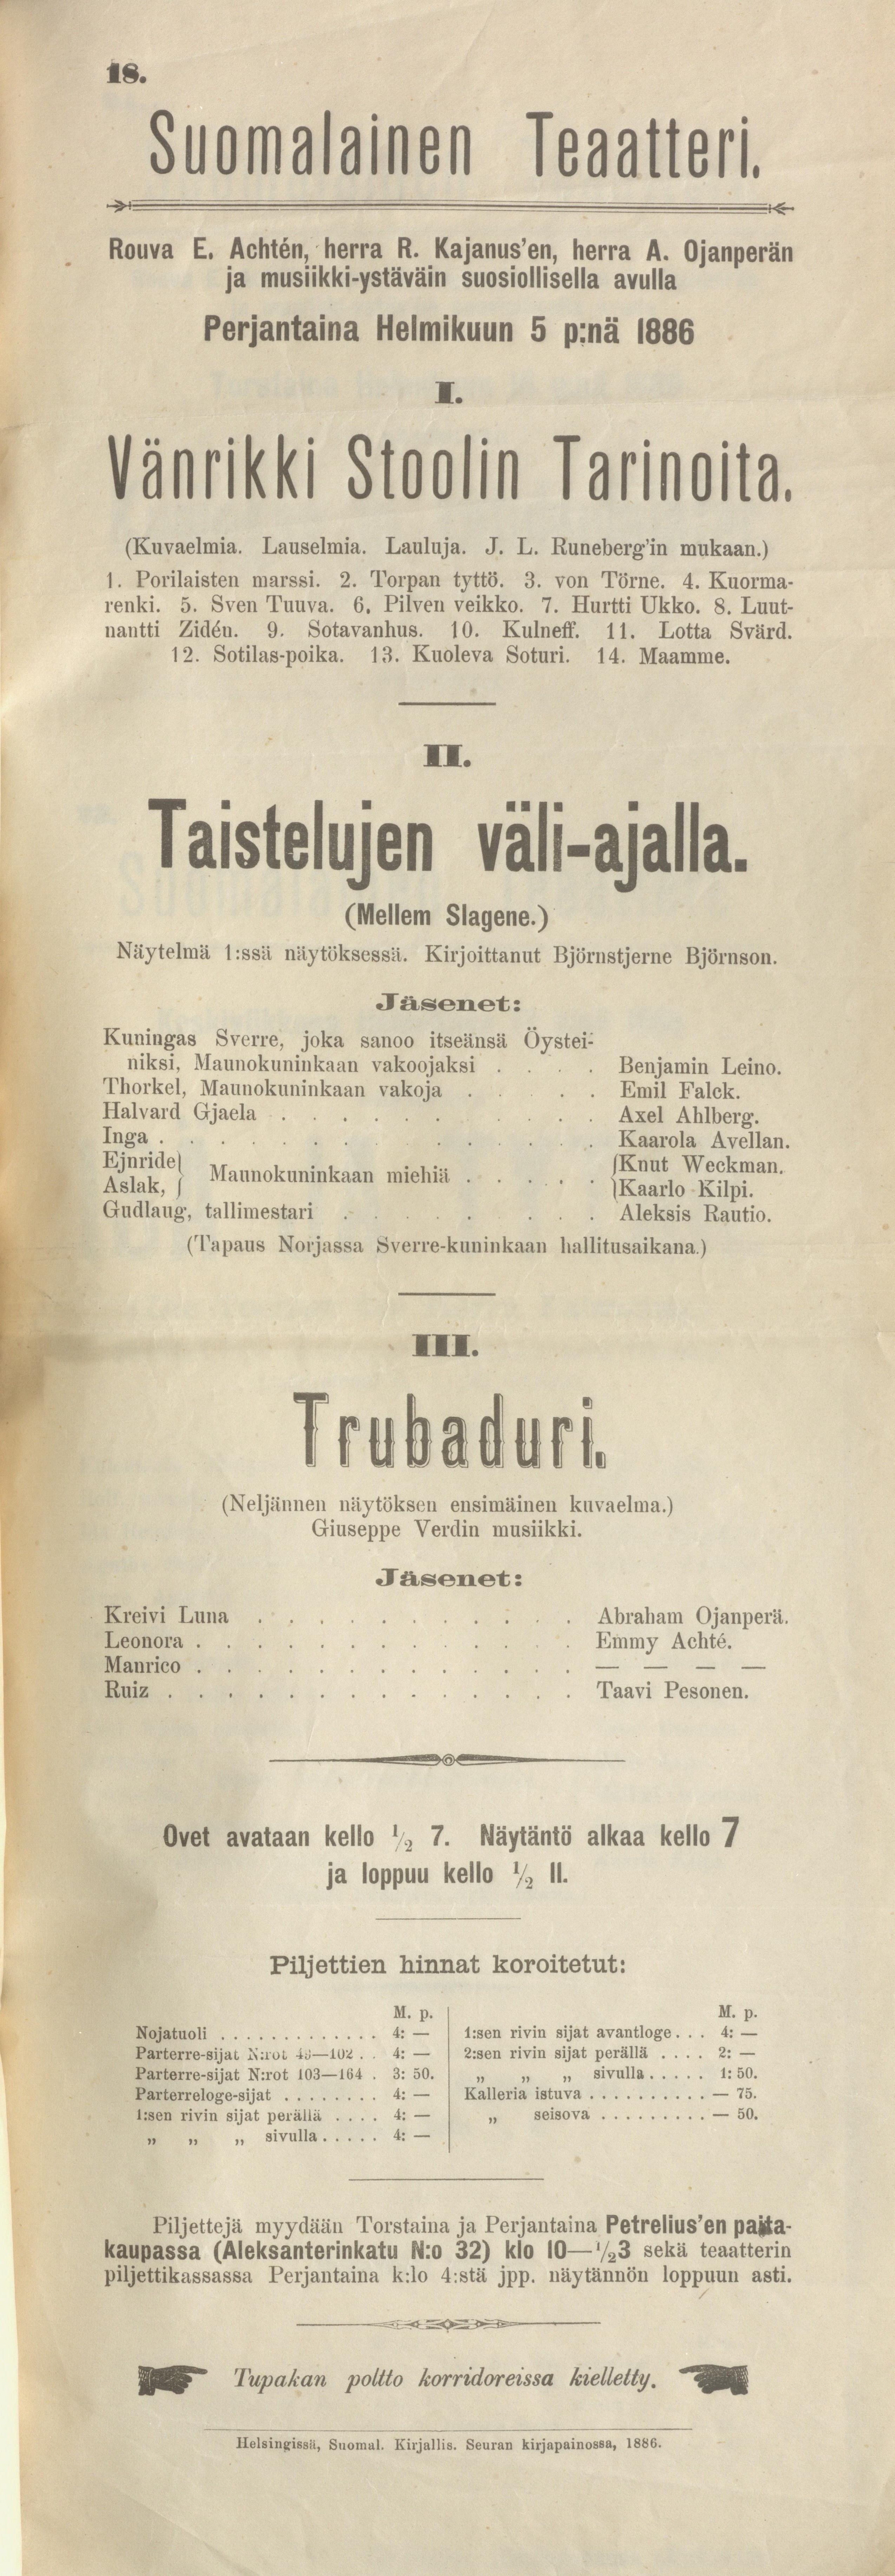 18.
Suomalainen Teaatteri.
Rouva E. Achtén, herra R. Kajanus'en, herra A. Ojanperän
ja musiikki-ystäväin suosiollisella avulla
Perjantaina Helmikuun 5 p:nä 1886
I.
Vänrikki Stoolin Tarinoita.
(Kuvaelmia. Lauselmia. Lauluja. J. L. Runeberg'in mukaan.)
1. Porilaisten marssi. 2. Torpan tyttö. 3. von Törne. 4. Kuorma-
renki. 5. Sven Tuuva. 6. Pilven veikko. 7. Hurtti Ukko. 8. Luut-
nantti Zidén. 9. Sotavanhus. 10. Kulneff. 11. Lotta Svärd.
12. Sotilas-poika. 13. Kuoleva Soturi. 14. Maamme.
II.
Taistelujen väli-ajalla.
(Mellem Slagene.)
Näytelmä 1:ssä näytöksessä. Kirjoittanut Björnstjerne Björnson.
Jäsenet:
Kuningas Sverre, joka sanoo itseänsä Öystei-
niksi, Maunokuninkaan vakoojaksi . . . . Benjamin Leino.
Thorkel, Maunokuninkaan vakoja . . . . . Emil Falck.
Halvard Gjaela . . . . . . . . . . . Axel Ahlberg.
Inga . . . . . . . . . . . . . . . Kaarola Avellan.
Ejnride} Maunokuninkaan miehiä . . . . . {Knut Weckman.
Aslak, } }Kaarlo Kilpi.
Gudlaug, tallimestari . . . . . . . . . Aleksis Rautio.
(Tapaus Norjassa Sverre-kuninkaan hallitusaikana.)
III.
Trubaduri.
(Neljännen näytöksen ensimäinen kuvaelma.)
Giuseppe Verdin musiikki.
Jäsenet:
Kreivi Luna . . . . . . . . . . . Abraham Ojanperä.
Leonora . . . . . . . . . . . . . Emmy Achté.
Manrico . . . . . . . . . . . . . — — — —
Ruiz . . . . . . . . . . . . . . Taavi Pesonen.
Ovet avataan kello 1/2 7. Näytäntö alkaa kello 7
ja loppuu kello 1/2 II.
Piljettien hinnat koroitetut:
M. p.
Nojatuoli . . . . . . . . . . . . . 4: —
Parterre-sijat N:rot 48—102 . . 4: —
Parterre-sijat N:rot 103—164 . 3: 50.
Parterreloge-sijat . . . . . . . . 4: —
1:sen rivin sijat perällä . . . . 4: —
„ „ „ sivulla . . . . . 4: —
M. p.
1:sen rivin sijat avantloge . . . 4: —
2:sen rivin sijat perällä . . . . 2: —
„ „ „ sivulla . . . . . 1: 50.
Kalleria istuva . . . . . . . . . . — 75.
„ seisova . . . . . . . . . — 50.
Piljettejä myydään Torstaina ja Perjantaina Petrelius'en paita-
kaupassa (Aleksanterinkatu N:o 32) klo 10—1/23 sekä teaatterin
piljettikassassa Perjantaina k:lo 4:stä jpp. näytännön loppuun asti.
Tupakan poltto korridoreissa kielletty.
Helsingissä, Suomal. Kirjallis. Seuran kirjapainossa, 1886.